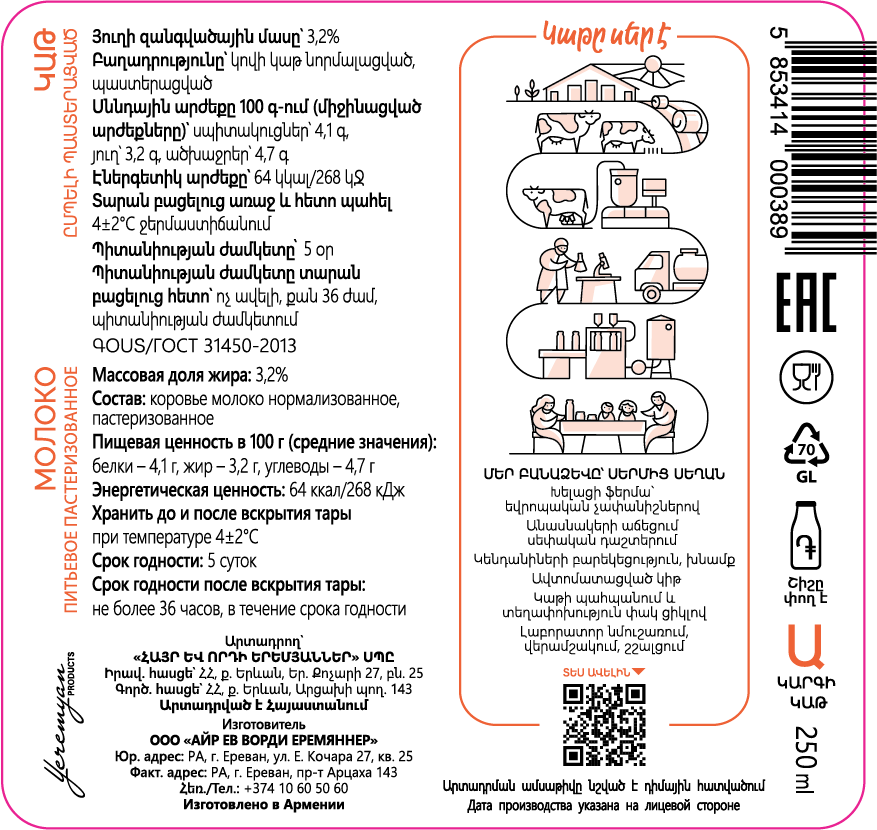 ԿԱԹ
ԸՄՊԵԼԻ ՊԱՍՏԵՐԱՑՎԱԾ
Յուղի զանգվածային մասը՝ 3,2%
Բաղադրությունը՝ կովի կաթ նորմալացված,
պաստերացված
Սննդային արժեքը 100 գ-ում (միջինացված
արժեքները)՝ սպիտակուցներ՝ 4,1 գ,
յուղ՝ 3,2 գ, ածխաջրեր՝ 4,7 գ
Էներգետիկ արժեքը՝ 64 կկալ/268 կՋ
Տարան բացելուց առաջ և հետո պահել
4±2°C ջերմաստիճանում
Պիտանիության ժամկետը՝ 5 օր
Պիտանիության ժամկետը տարան
բացելուց հետո՝ ոչ ավելի, քան 36 ժամ,
պիտանիության ժամկետում
ԳՕՍՏ/ГОСТ 31450-2013
МОЛОКО
ПИТЬЕВОЕ ПАСТЕРИЗОВАННОЕ
Массовая доля жира: 3,2%
Состав: коровье молоко нормализованное,
пастеризованное
Пищевая ценность в 100 г (средние значения):
белки – 4,1 г, жир – 3,2 г, углеводы – 4,7 г
Энергетическая ценность: 64 ккал/268 кДж
Хранить до и после вскрытия тары
при температуре 4±2°C
Срок годности: 5 суток
Срок годности после вскрытия тары:
не более 36 часов, в течение срока годности
Yeremyan
PRODUCTS
Արտադրող՝
«ՀԱՅՐ ԵՎ ՈՐԴԻ ԵՐԵՄՅԱՆՆԵՐ» ՍՊԸ
Իրավ. հասցե՝ ՀՀ, ք. Երևան, Եր. Քոչարի 27, բն. 25
Գործ. հասցե՝ ՀՀ, ք. Երևան, Արցախի պող. 143
Արտադրված է Հայաստանում
Изготовитель
ООО «АЙР ЕВ ВОРДИ ЕРЕМЯННЕР»
Юр. адрес: РА, г. Ереван, ул. Е. Кочара 27, кв. 25
Факт. адрес: РА, г. Ереван, пр-т Арцаха 143
Հեռ./Тел.: +374 10 60 50 60
Изготовлено в Армении
Կաթը սեր է
ՄԵՐ ԲԱՆԱՁԵՎԸ՝ ՍԵՐՄԻՑ ՍԵՂԱՆ
Խելացի ֆերմա՝
եվրոպական չափանիշներով
Անասնակերի աճեցում
սեփական դաշտերում
Կենդանիների բարեկեցություն, խնամք
Ավտոմատացված կիթ
Կաթի պահպանում և
տեղափոխություն փակ ցիկլով
Լաբորատոր նմուշառում,
վերամշակում, շշալցում
ՏԵՍ ԱՎԵԼԻՆ
Արտադրման ամսաթիվը նշված է դիմային հատվածում
Дата производства указана на лицевой стороне
5 853414 000389
EAC
70
GL
֏
Շիշը
փող է
Ա
ԿԱՐԳԻ
ԿԱԹ
250 ml